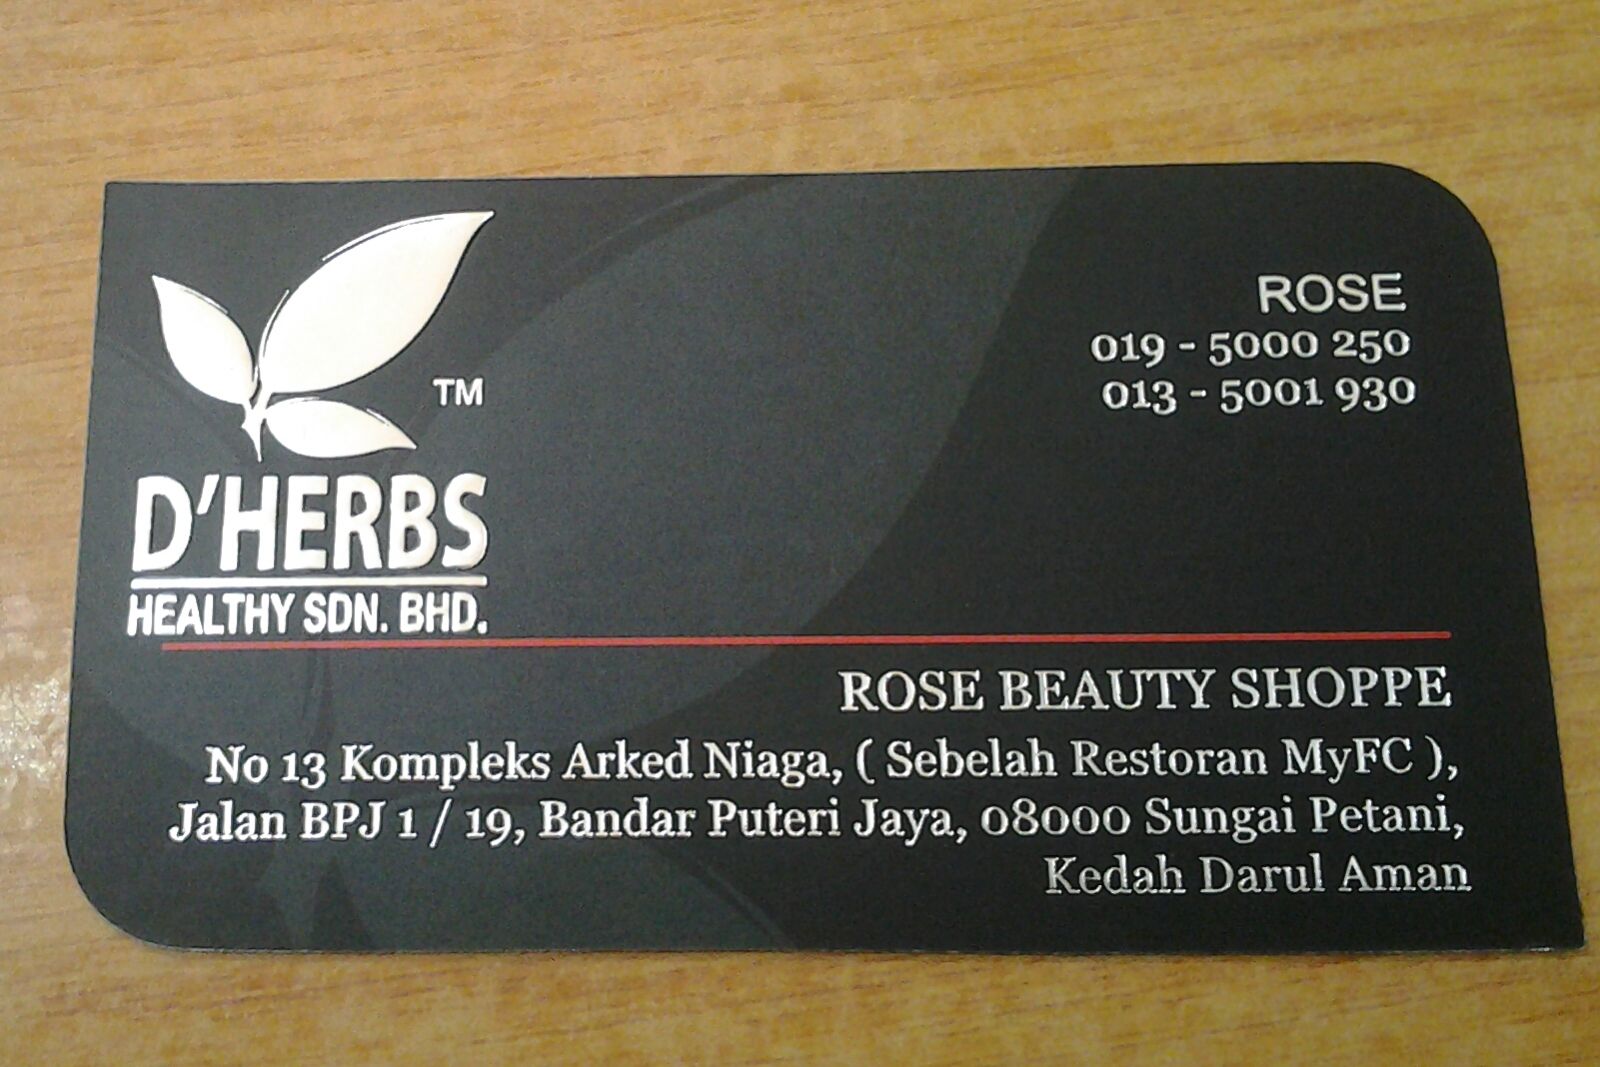 TM
D'HERBS
HEALTHY SDN. BHD.
ROSE
019 - 5000 250
013 - 5001 930
ROSE BEAUTY SHOPPE
No 13 Kompleks Arked Niaga, ( Sebelah Restoran MyFC ),
Jalan BPJ 1 / 19, Bandar Puteri Jaya, 08000 Sungai Petani,
Kedah Darul Aman